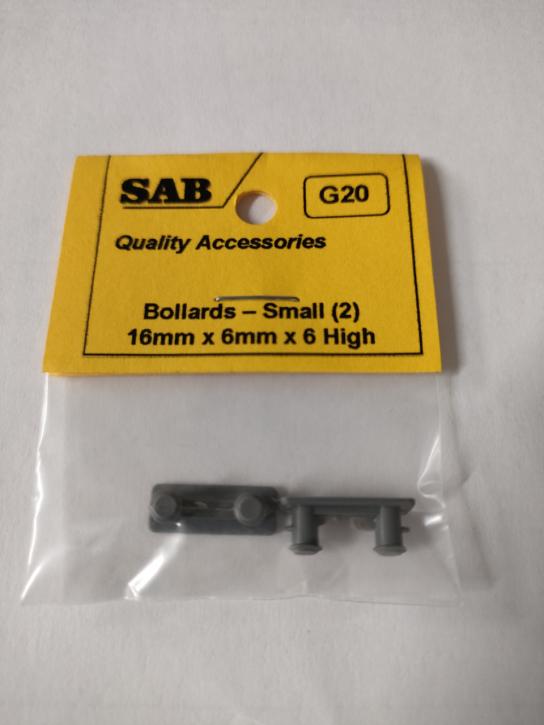 SAB
G20
Quality Accessories
Bollards – Small (2)
16mm x 6mm x 6 High